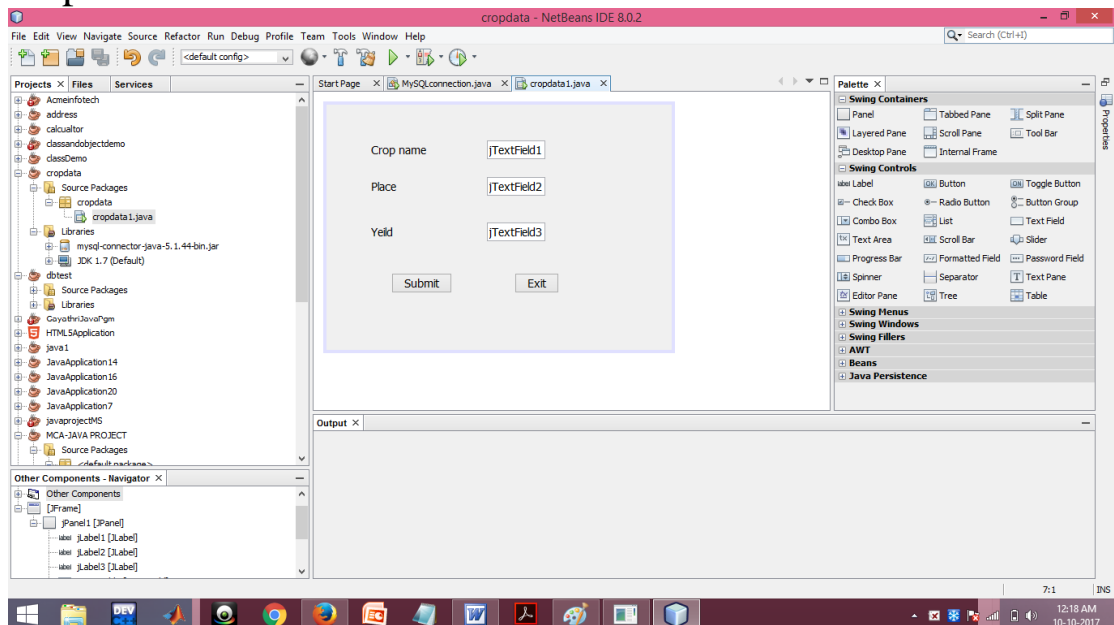 cropdata - NetBeans IDE 8.0.2
File Edit View Navigate Source Refactor Run Debug Profile Team Tools Window Help
Search (Ctrl+I)
<default config>
Projects Files Services
Acmeinfotech
address
calcualtor
classandobjectdemo
classDemo
cropdata
Source Packages
cropdata
cropdata1.java
Libraries
mysql-connector-java-5.1.44-bin.jar
JDK 1.7 (Default)
dbtest
Source Packages
Libraries
GayathriJavaPgm
HTML5Application
java1
JavaApplication14
JavaApplication16
JavaApplication20
JavaApplication7
javaprojectMS
MCA-JAVA PROJECT
Source Packages
<default package>
Other Components - Navigator
Other Components
[JFrame]
jPanel1 [JPanel]
label jLabel1 [JLabel]
label jLabel2 [JLabel]
label jLabel3 [JLabel]
Start Page MySQLconnection.java cropdata1.java
Crop name jTextField1
Place jTextField2
Yeild jTextField3
Submit Exit
Output
Palette
Swing Containers
Panel Tabbed Pane Split Pane
Layered Pane Scroll Pane Tool Bar
Desktop Pane Internal Frame
Swing Controls
label Label OK Button ON Toggle Button
Check Box Radio Button Button Group
Combo Box List Text Field
Text Area Scroll Bar Slider
Progress Bar Formatted Field Password Field
Spinner Separator Text Pane
Editor Pane Tree Table
Swing Menus
Swing Windows
Swing Fillers
AWT
Beans
Java Persistence
Properties
7:1 INS
DEV
12:18 AM
10-10-2017